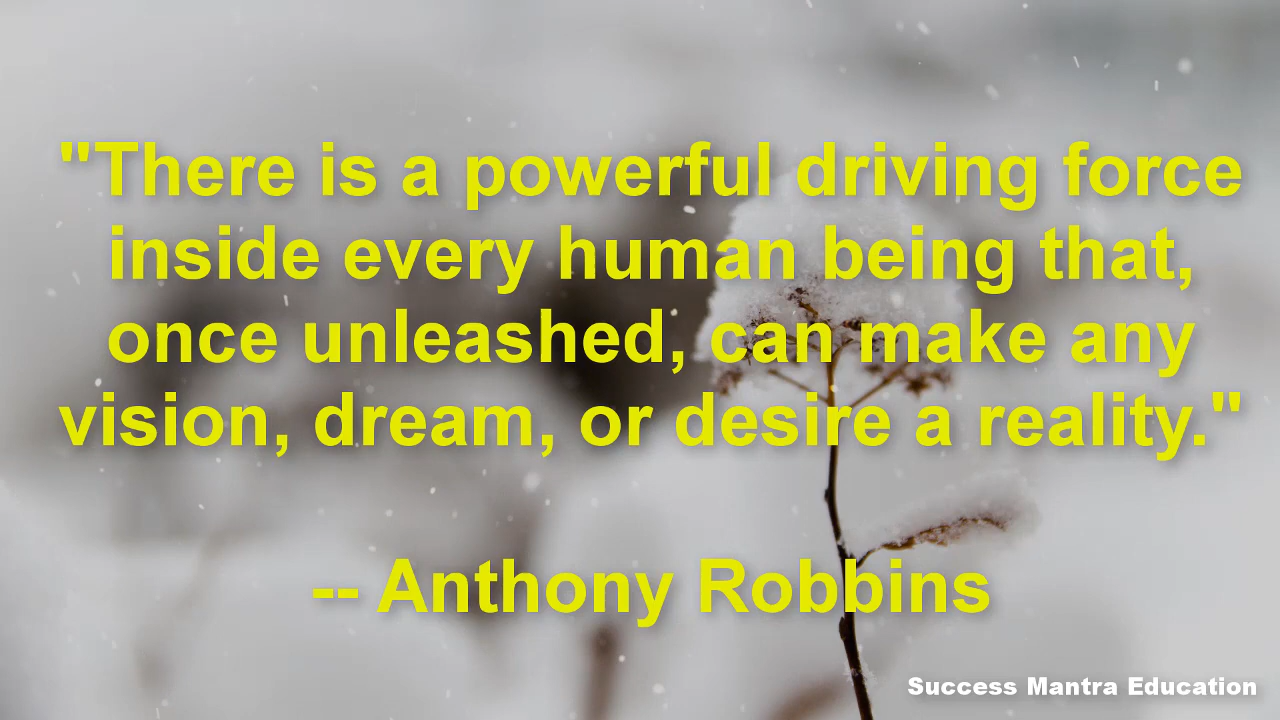 "There is a powerful driving force
inside every human being that,
once unleashed, can make any
vision, dream, or desire a reality."
-- Anthony Robbins
Success Mantra Education